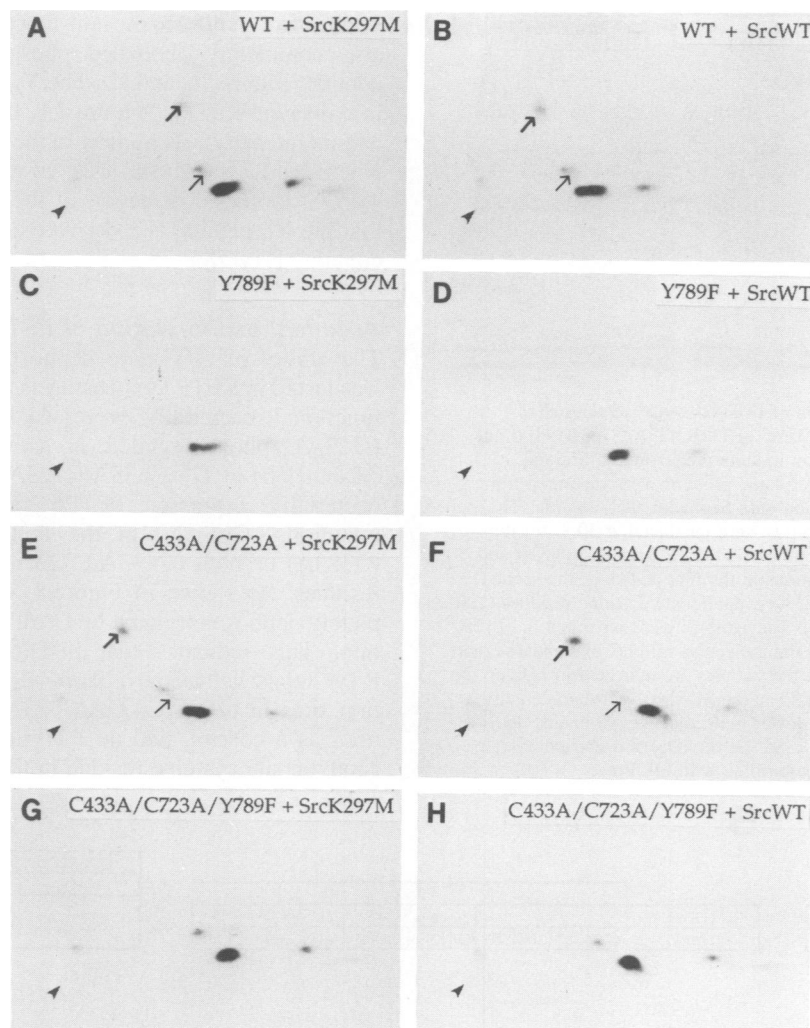 A WT + SrcK297M
B WT + SrcWT
C Y789F + SrcK297M
D Y789F + SrcWT
E C433A/C723A + SrcK297M
F C433A/C723A + SrcWT
G C433A/C723A/Y789F + SrcK297M
H C433A/C723A/Y789F + SrcWT